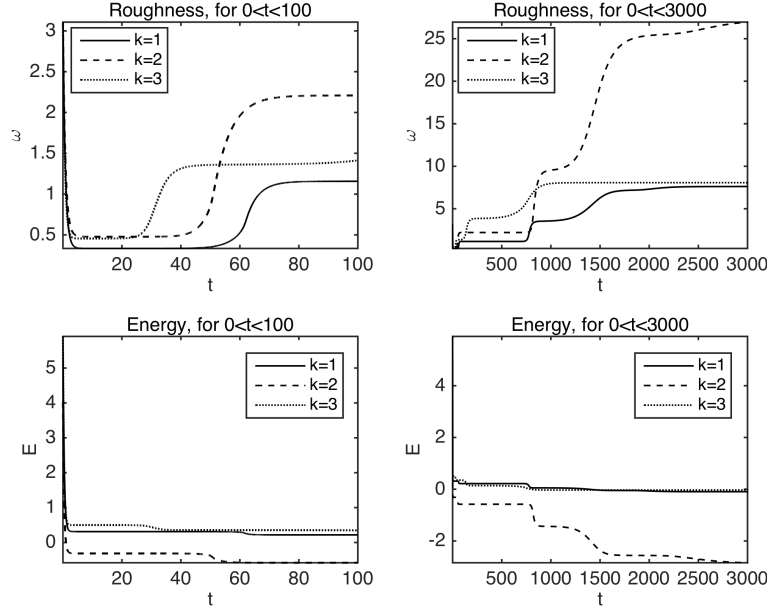 Roughness, for 0<t<100
3
2.5
2
1.5
1
0.5
ω
k=1
k=2
k=3
20 40 60 80 100
t
Roughness, for 0<t<3000
25
20
15
10
5
ω
k=1
k=2
k=3
500 1000 1500 2000 2500 3000
t
Energy, for 0<t<100
5
4
3
2
1
0
E
k=1
k=2
k=3
20 40 60 80 100
t
Energy, for 0<t<3000
4
2
0
-2
E
k=1
k=2
k=3
500 1000 1500 2000 2500 3000
t